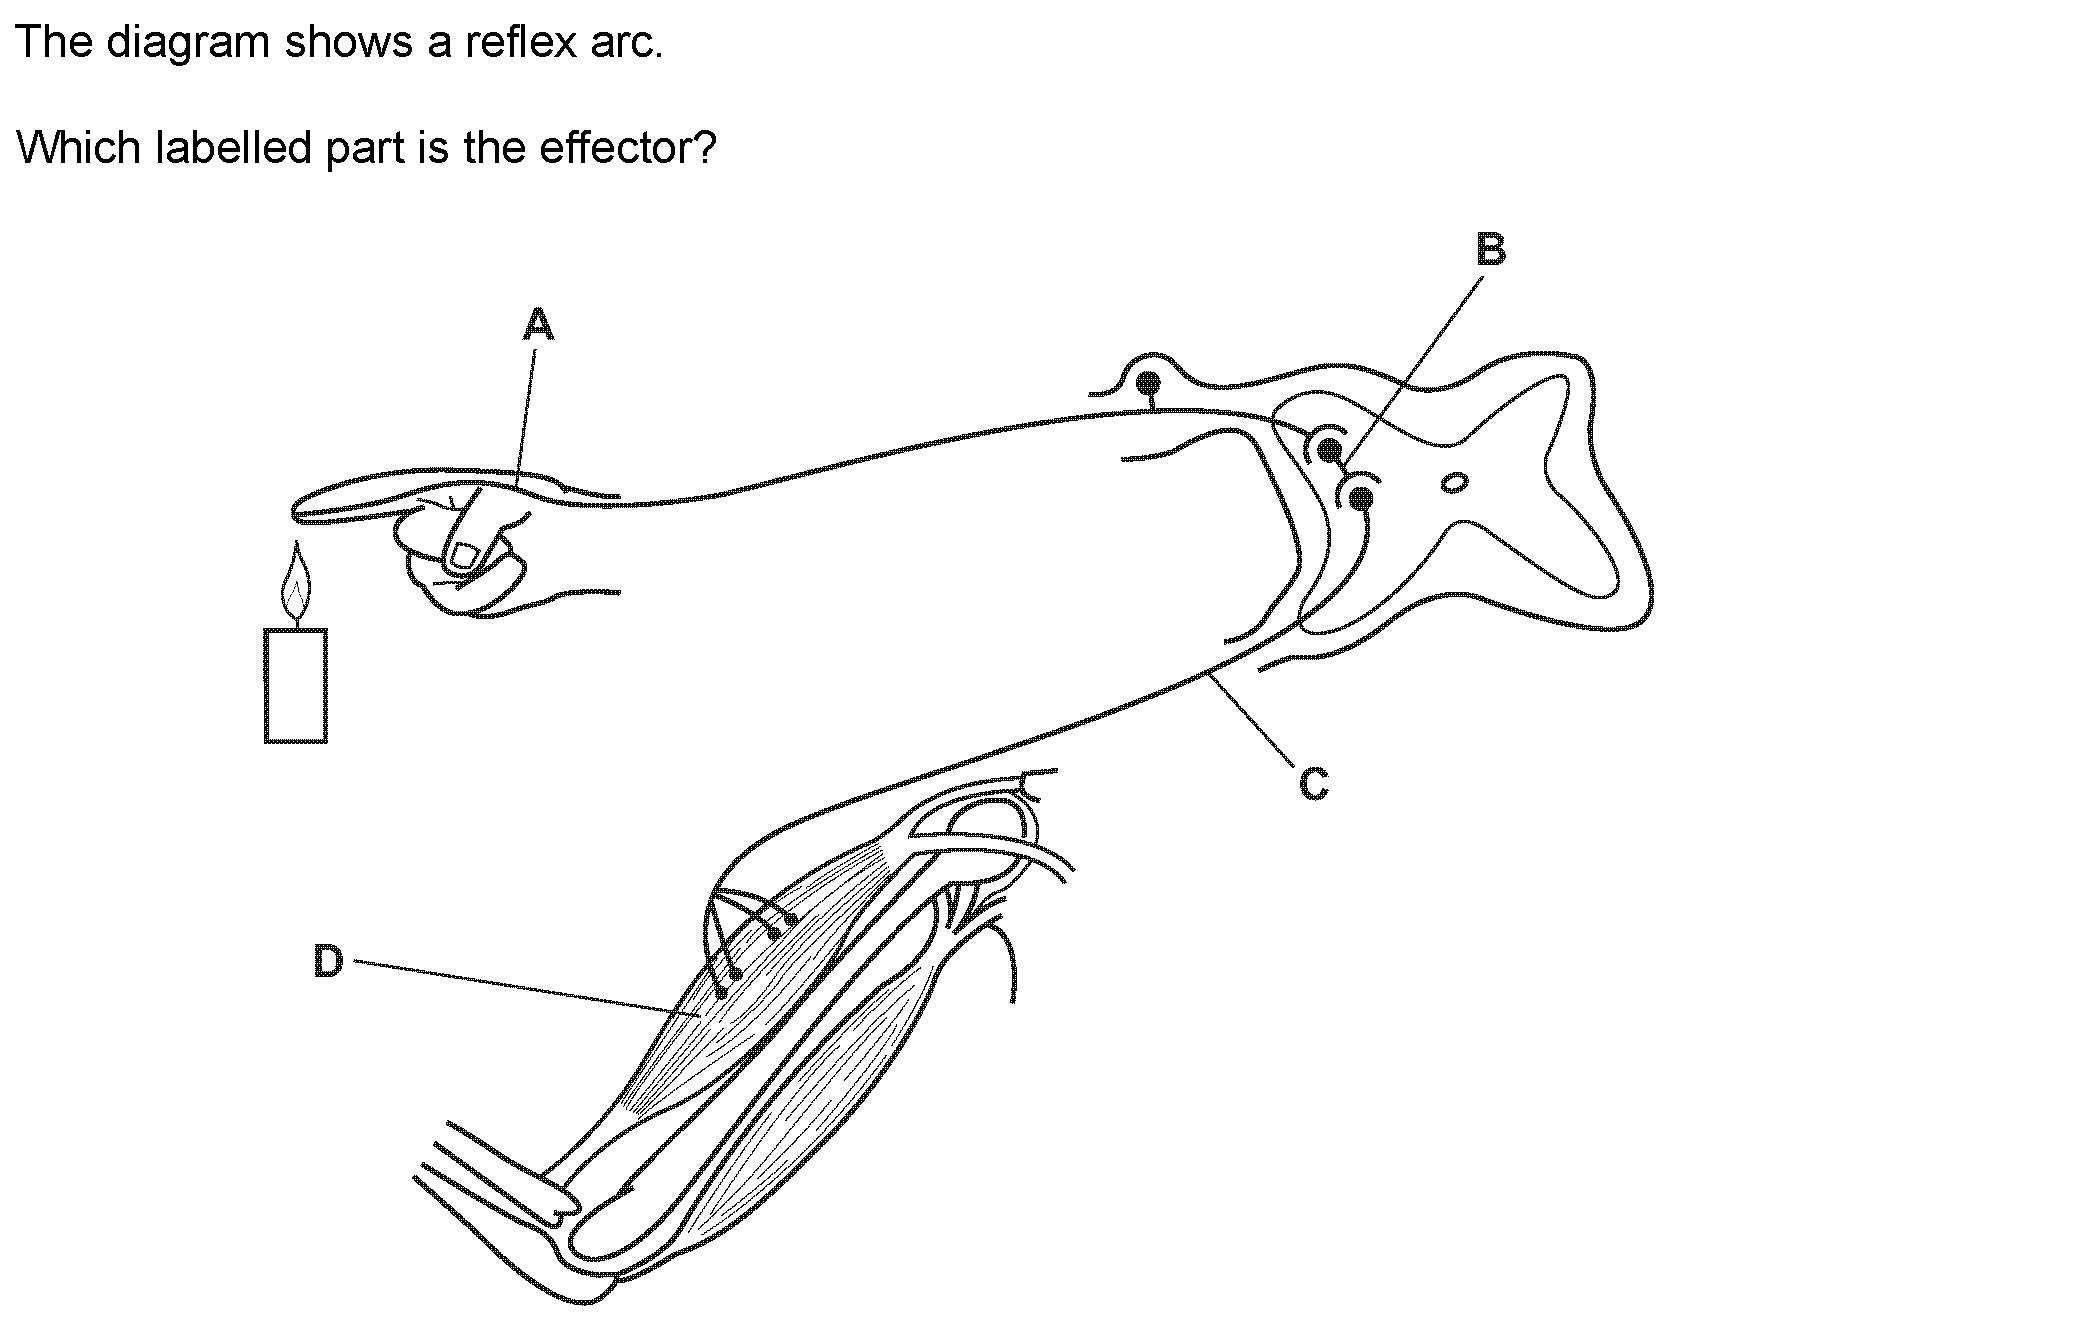 The diagram shows a reflex arc.
Which labelled part is the effector?
B
A
C
D